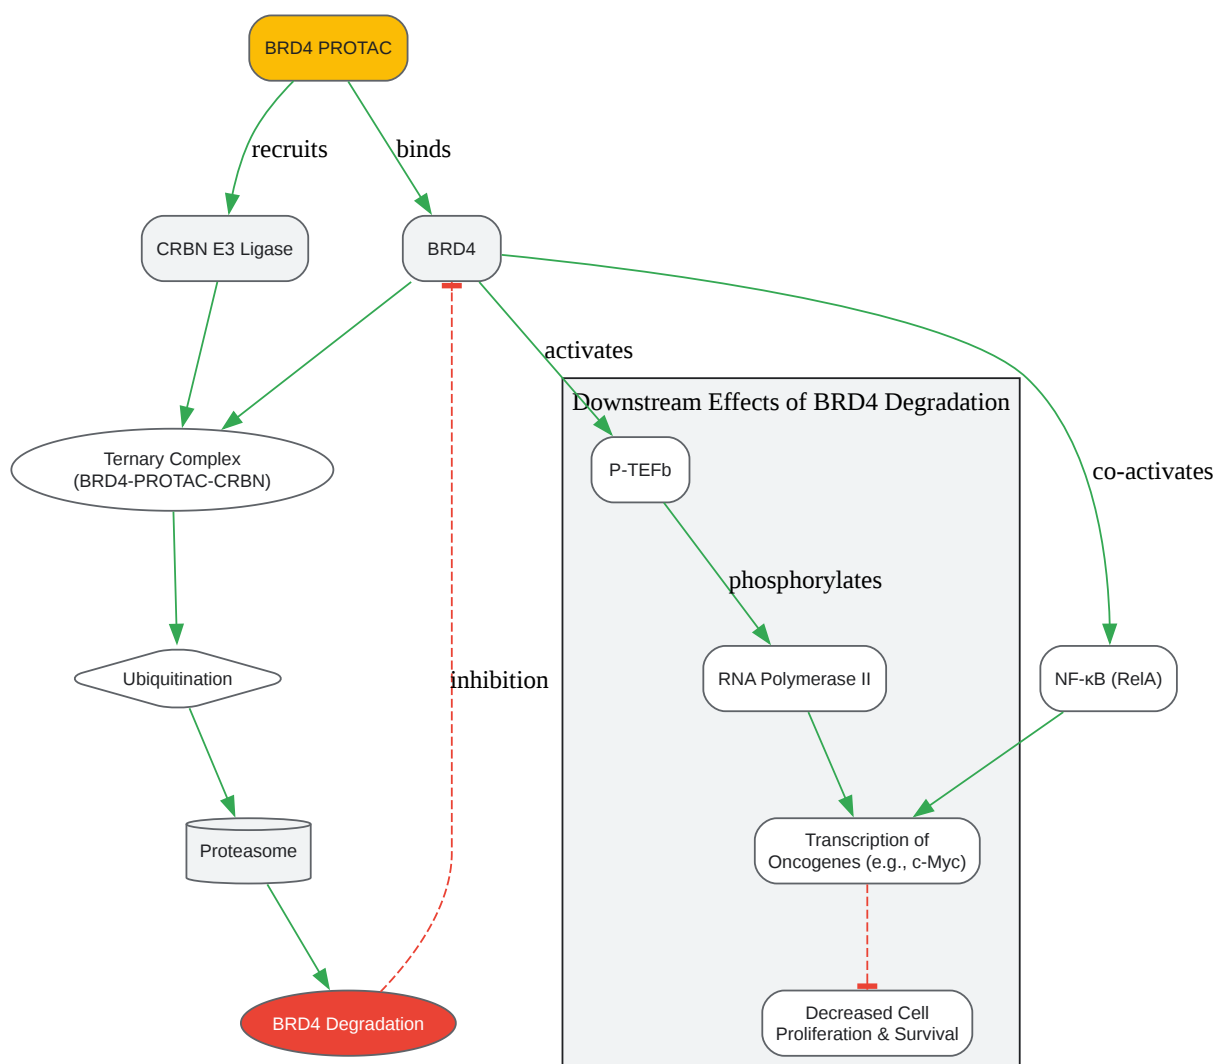 BRD4 PROTAC
recruits
binds
CRBN E3 Ligase
BRD4
activates
Downstream Effects of BRD4 Degradation
Ternary Complex
(BRD4-PROTAC-CRBN)
P-TEFb
co-activates
phosphorylates
Ubiquitination
inhibition
RNA Polymerase II
NF-κB (RelA)
Proteasome
Transcription of
Oncogenes (e.g., c-Myc)
BRD4 Degradation
Decreased Cell
Proliferation & Survival